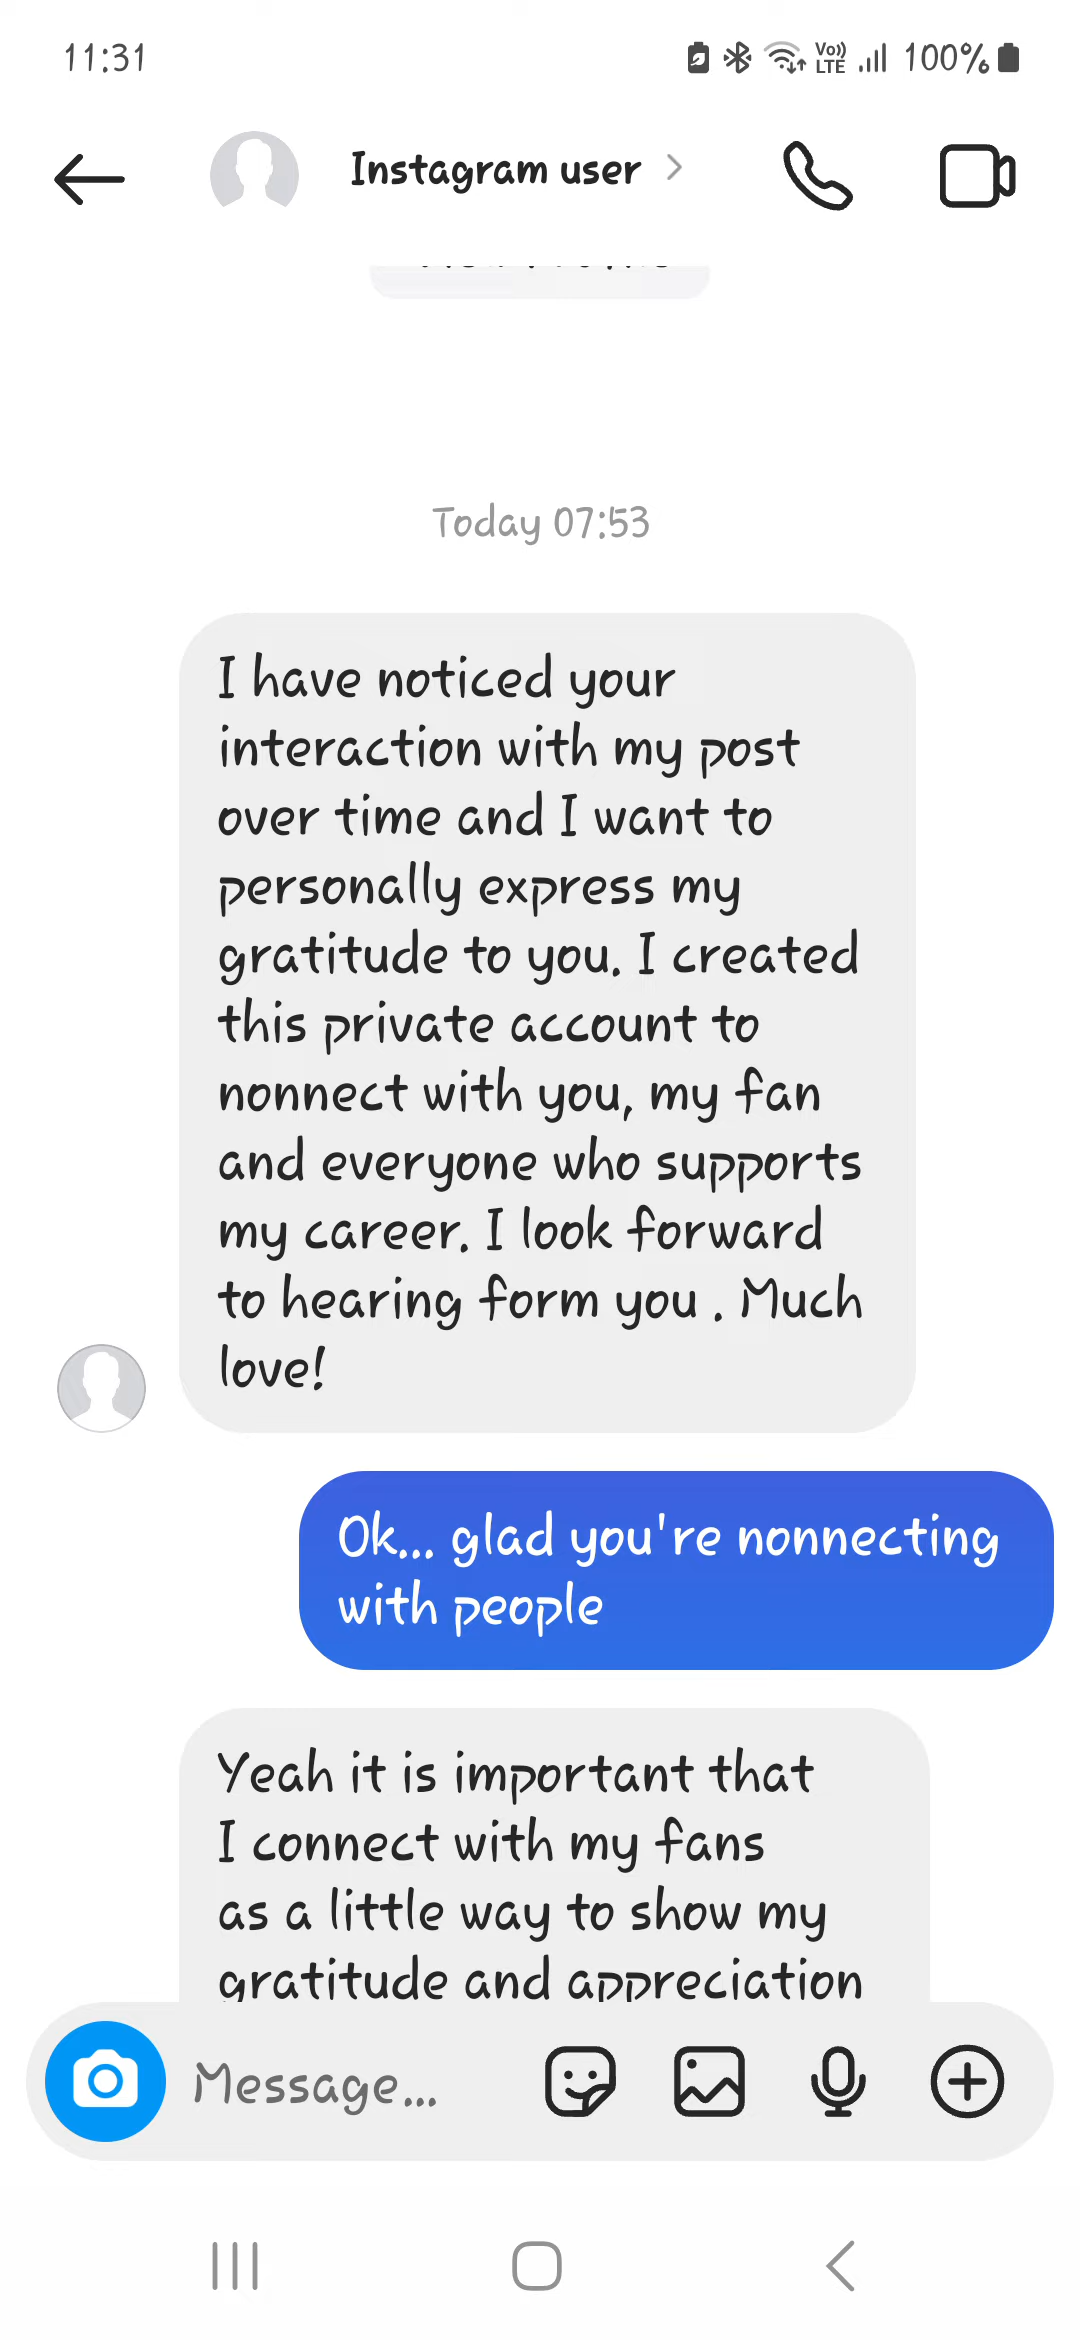 11:31
Vo))
LTE
100%
Instagram user
Today 07:53
I have noticed your
interaction with my post
over time and I want to
personally express my
gratitude to you. I created
this private account to
nonnect with you, my fan
and everyone who supports
my career. I look forward
to hearing form you . Much
love!
Ok... glad you're nonnecting
with people
Yeah it is important that
I connect with my fans
as a little way to show my
gratitude and appreciation
Message...